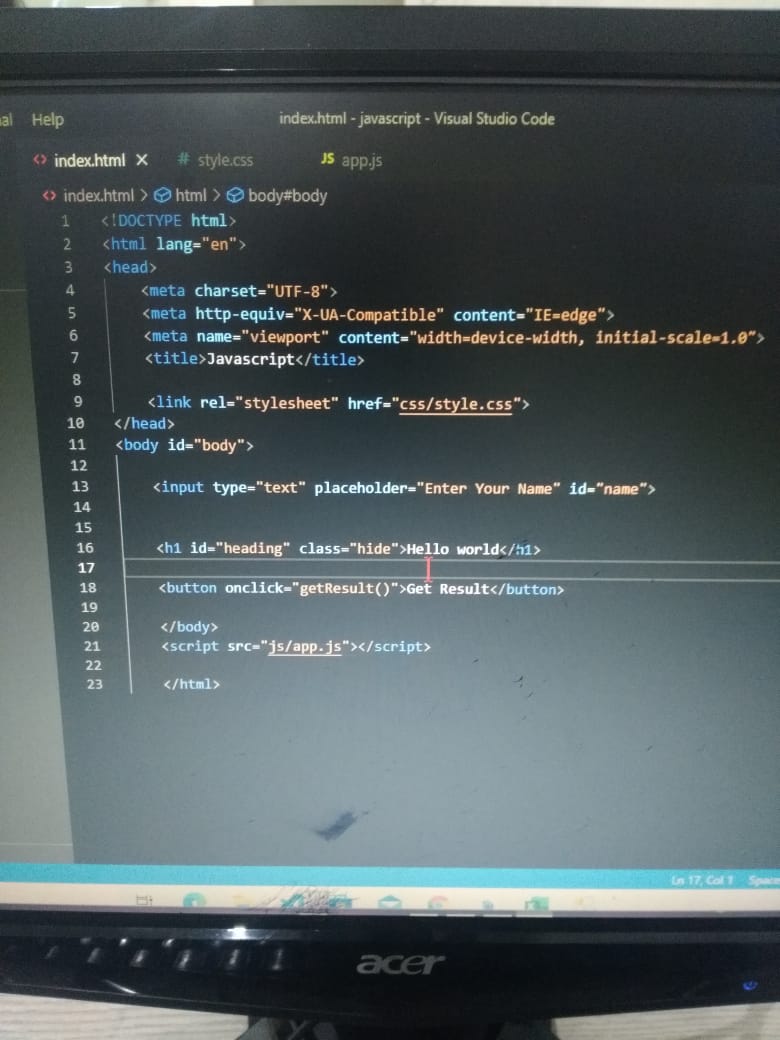 Help
index.html - javascript - Visual Studio Code
index.html style.css JS app.js
index.html > html > body#body
1 <!DOCTYPE html>
2 <html lang="en">
3 <head>
4 <meta charset="UTF-8">
5 <meta http-equiv="X-UA-Compatible" content="IE=edge">
6 <meta name="viewport" content="width=device-width, initial-scale=1.0">
7 <title>Javascript</title>
8
9 <link rel="stylesheet" href="css/style.css">
10 </head>
11 <body id="body">
12
13 <input type="text" placeholder="Enter Your Name" id="name">
14
15
16 <h1 id="heading" class="hide">Hello world</h1>
17
18 <button onclick="getResult()">Get Result</button>
19
20 </body>
21 <script src="js/app.js"></script>
22
23 </html>
Ln 17, Col 1
acer